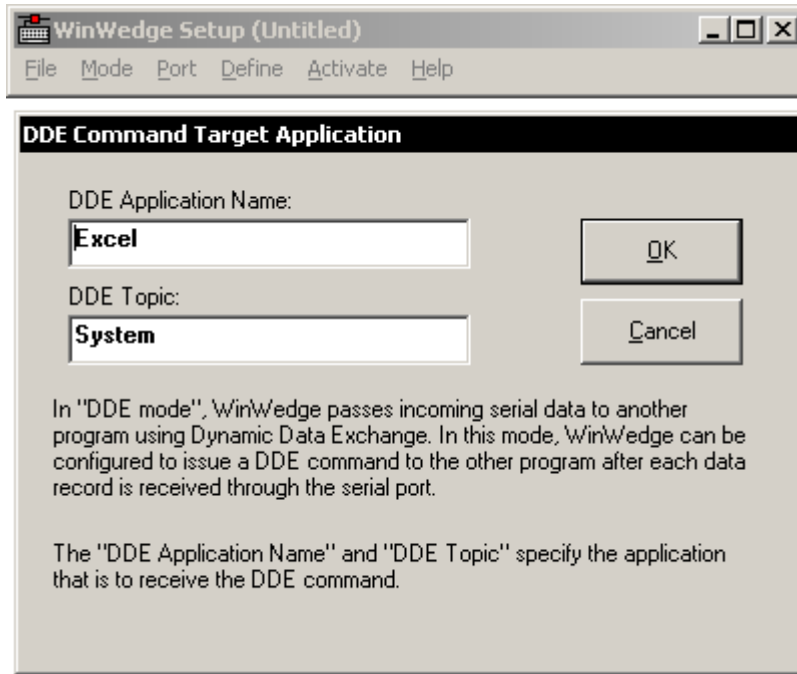 WinWedge Setup (Untitled)
File Mode Port Define Activate Help
DDE Command Target Application
DDE Application Name:
Excel
OK
DDE Topic:
System
Cancel
In "DDE mode", WinWedge passes incoming serial data to another
program using Dynamic Data Exchange. In this mode, WinWedge can be
configured to issue a DDE command to the other program after each data
record is received through the serial port.
The "DDE Application Name" and "DDE Topic" specify the application
that is to receive the DDE command.